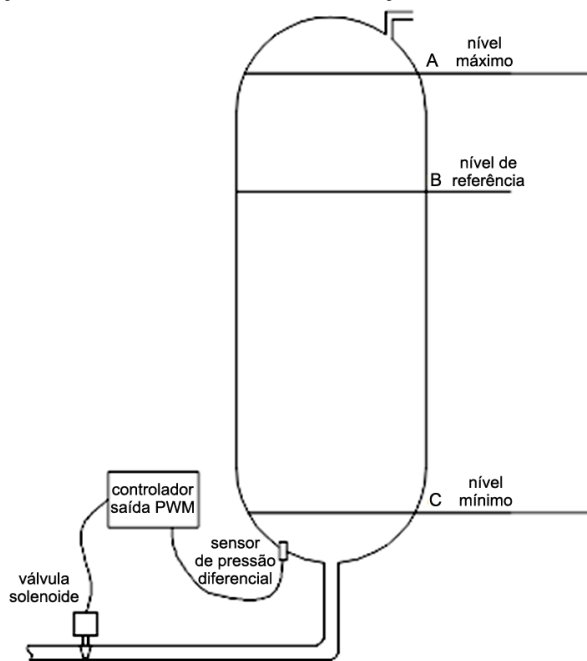 A
nível
máximo
B
nível de
referência
C
nível
mínimo
controlador
saída PWM
sensor
de pressão
diferencial
válvula
solenoide